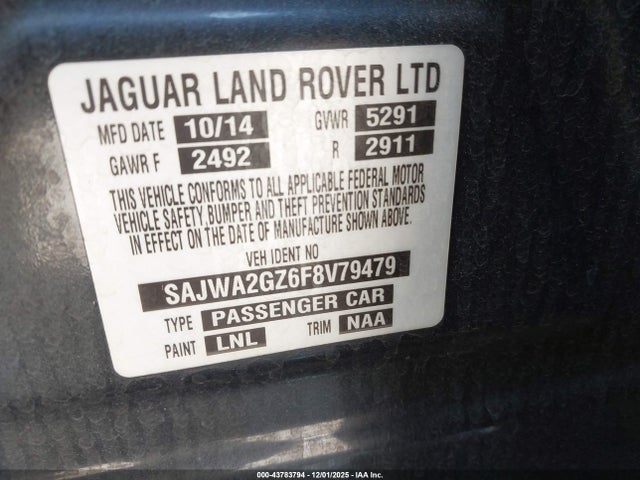 JAGUAR LAND ROVER LTD
MFD DATE 10/14 GVWR 5291
GAWR F 2492 R 2911
THIS VEHICLE CONFORMS TO ALL APPLICABLE FEDERAL MOTOR
VEHICLE SAFETY, BUMPER AND THEFT PREVENTION STANDARDS
IN EFFECT ON THE DATE OF MANUFACTURE SHOWN ABOVE.
VEH IDENT NO
SAJWA2GZ6F8V79479
TYPE PASSENGER CAR
PAINT LNL TRIM NAA
000-43783794 - 12/01/2025 - IAA Inc.